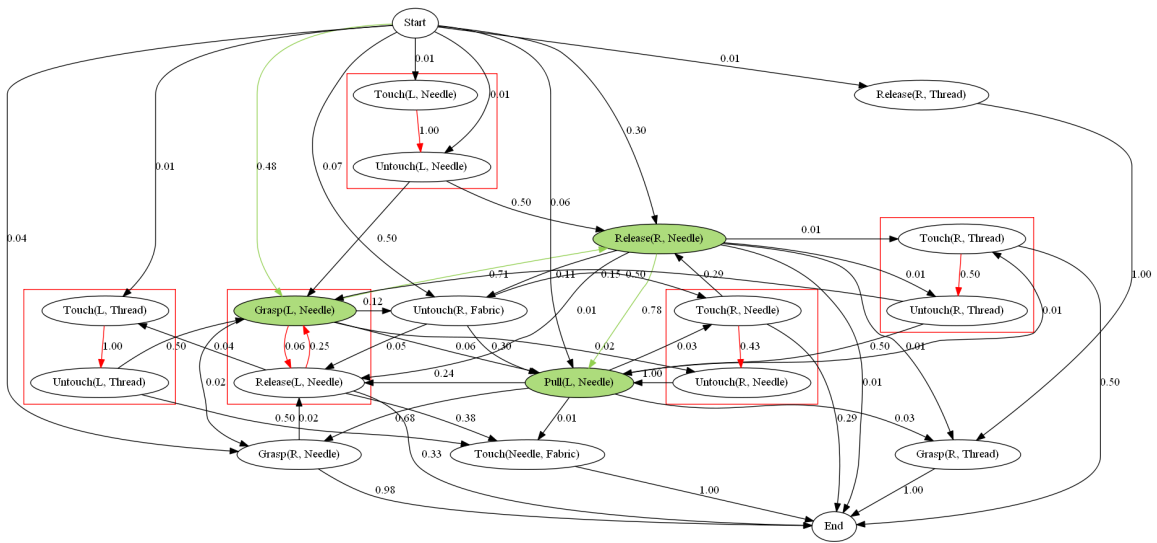 Start
0.01
0.01
Touch(L, Needle)
Release(R, Thread)
0.01
1.00
0.30
Untouch(L, Needle)
0.01
0.48
0.07
0.50
0.06
0.04
0.50
Release(R, Needle)
0.01
Touch(R, Thread)
1.00
0.71
0.11
0.15
0.50
0.29
0.01
0.50
Touch(L, Thread)
Grasp(L, Needle)
0.12
Untouch(R, Fabric)
0.01
0.78
Touch(R, Needle)
Untouch(R, Thread)
1.00
0.50
0.06
0.25
0.05
0.30
0.06
0.02
0.03
0.43
0.50
0.01
0.04
Untouch(L, Thread)
0.02
Release(L, Needle)
0.24
Pull(L, Needle)
1.00
Untouch(R, Needle)
0.01
0.50
0.50
0.02
0.38
0.68
0.01
0.29
0.03
Grasp(R, Needle)
0.33
Touch(Needle, Fabric)
Grasp(R, Thread)
0.98
1.00
1.00
End